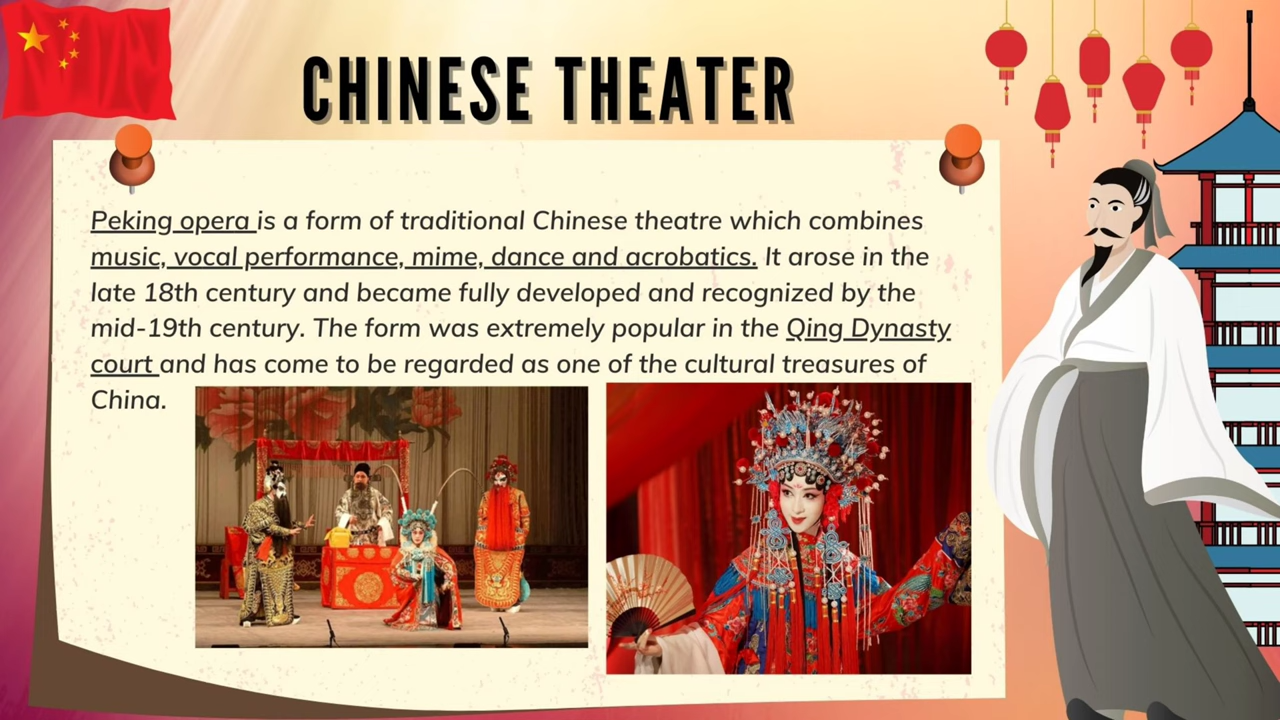 CHINESE THEATER
Peking opera is a form of traditional Chinese theatre which combines
music, vocal performance, mime, dance and acrobatics. It arose in the
late 18th century and became fully developed and recognized by the
mid-19th century. The form was extremely popular in the Qing Dynasty
court and has come to be regarded as one of the cultural treasures of
China.